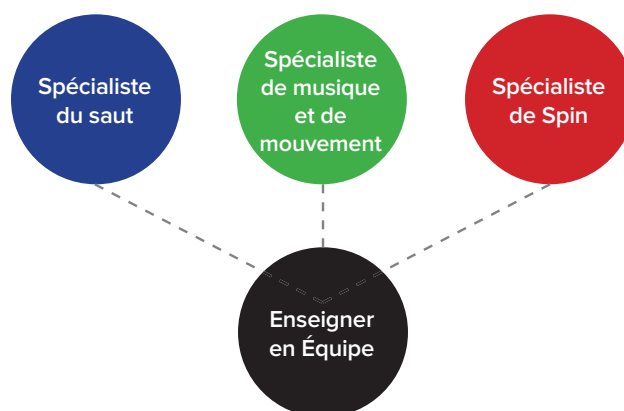 Spécialiste
du saut
Spécialiste
de musique
et de
mouvement
Spécialiste
de Spin
Enseigner
en Équipe